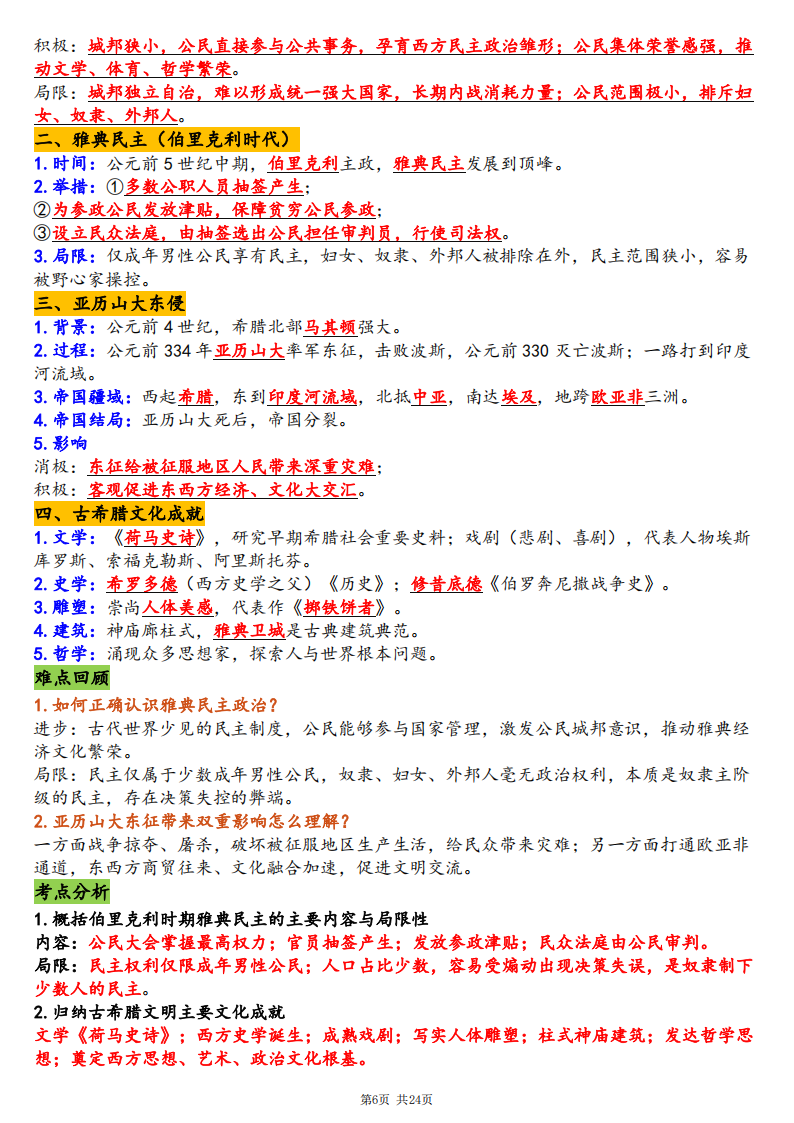 积极：城邦狭小，公民直接参与公共事务，孕育西方民主政治雏形；公民集体荣誉感强，推
动文学、体育、哲学繁荣。
局限：城邦独立自治，难以形成统一强大国家，长期内战消耗力量；公民范围极小，排斥妇
女、奴隶、外邦人。
二、雅典民主（伯里克利时代）
1.时间：公元前5世纪中期，伯里克利主政，雅典民主发展到顶峰。
2.举措：①多数公职人员抽签产生；
②为参政公民发放津贴，保障贫穷公民参政；
③设立民众法庭，由抽签选出公民担任审判员，行使司法权。
3.局限：仅成年男性公民享有民主，妇女、奴隶、外邦人被排除在外，民主范围狭小，容易
被野心家操控。
三、亚历山大东侵
1.背景：公元前4世纪，希腊北部马其顿强大。
2.过程：公元前334年亚历山大率军东征，击败波斯，公元前330灭亡波斯；一路打到印度
河流域。
3.帝国疆域：西起希腊，东到印度河流域，北抵中亚，南达埃及，地跨欧亚非三洲。
4.帝国结局：亚历山大死后，帝国分裂。
5.影响
消极：东征给被征服地区人民带来深重灾难；
积极：客观促进东西方经济、文化大交汇。
四、古希腊文化成就
1.文学：《荷马史诗》，研究早期希腊社会重要史料；戏剧（悲剧、喜剧），代表人物埃斯
库罗斯、索福克勒斯、阿里斯托芬。
2.史学：希罗多德（西方史学之父）《历史》；修昔底德《伯罗奔尼撒战争史》。
3.雕塑：崇尚人体美感，代表作《掷铁饼者》。
4.建筑：神庙廊柱式，雅典卫城是古典建筑典范。
5.哲学：涌现众多思想家，探索人与世界根本问题。
难点回顾
1.如何正确认识雅典民主政治？
进步：古代世界少见的民主制度，公民能够参与国家管理，激发公民城邦意识，推动雅典经
济文化繁荣。
局限：民主仅属于少数成年男性公民，奴隶、妇女、外邦人毫无政治权利，本质是奴隶主阶
级的民主，存在决策失控的弊端。
2.亚历山大东征带来双重影响怎么理解？
一方面战争掠夺、屠杀，破坏被征服地区生产生活，给民众带来灾难；另一方面打通欧亚非
通道，东西方商贸往来、文化融合加速，促进文明交流。
考点分析
1.概括伯里克利时期雅典民主的主要内容与局限性
内容：公民大会掌握最高权力；官员抽签产生；发放参政津贴；民众法庭由公民审判。
局限：民主权利仅限成年男性公民；人口占比少数，容易受煽动出现决策失误，是奴隶制下
少数人的民主。
2.归纳古希腊文明主要文化成就
文学《荷马史诗》；西方史学诞生；成熟戏剧；写实人体雕塑；柱式神庙建筑；发达哲学思
想；奠定西方思想、艺术、政治文化根基。
第6页 共24页